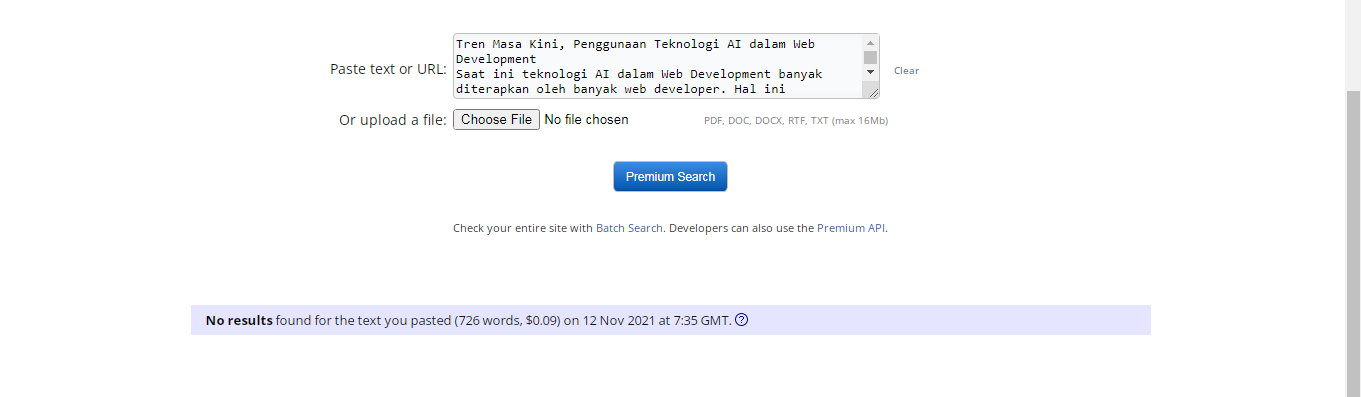 Paste text or URL:
Tren Masa Kini, Penggunaan Teknologi AI dalam Web
Development
Saat ini teknologi AI dalam Web Development banyak
diterapkan oleh banyak web developer. Hal ini
Clear
Or upload a file: Choose File No file chosen PDF, DOC, DOCX, RTF, TXT (max 16Mb)
Premium Search
Check your entire site with Batch Search. Developers can also use the Premium API.
No results found for the text you pasted (726 words, $0.09) on 12 Nov 2021 at 7:35 GMT. ?